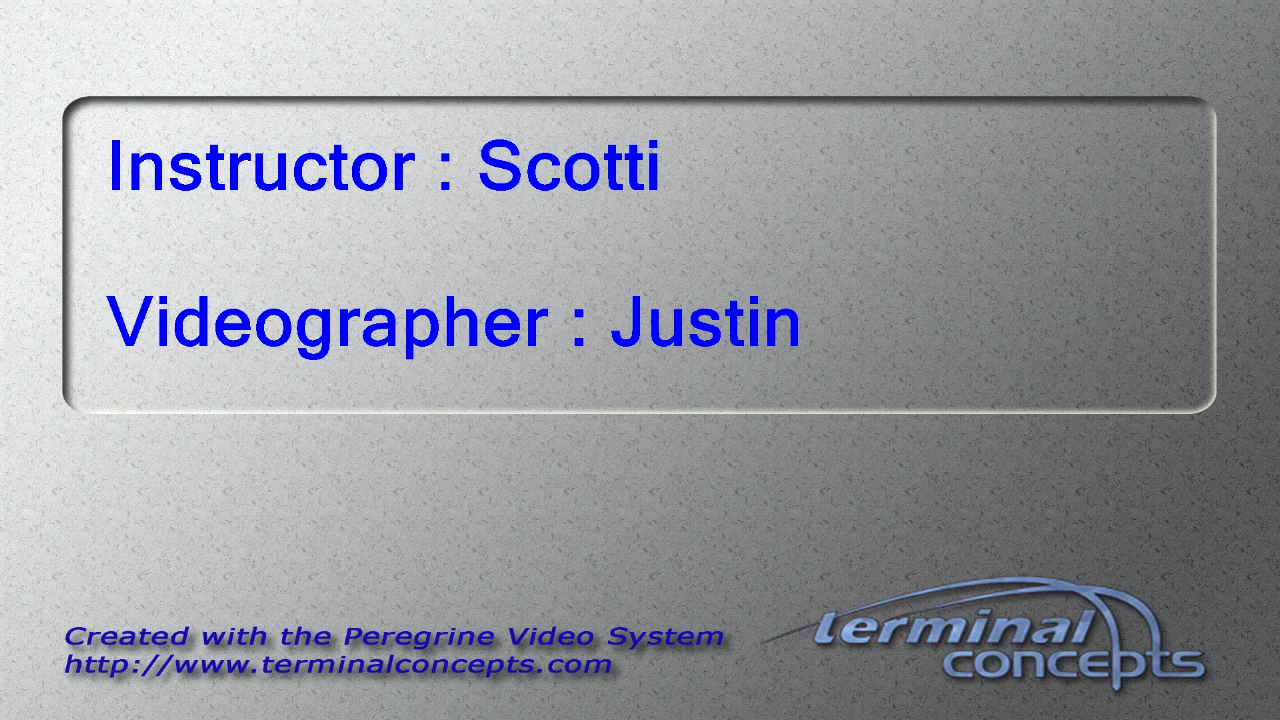 Instructor : Scotti
Videographer : Justin
Created with the Peregrine Video System
http://www.terminalconcepts.com
terminal
concepts